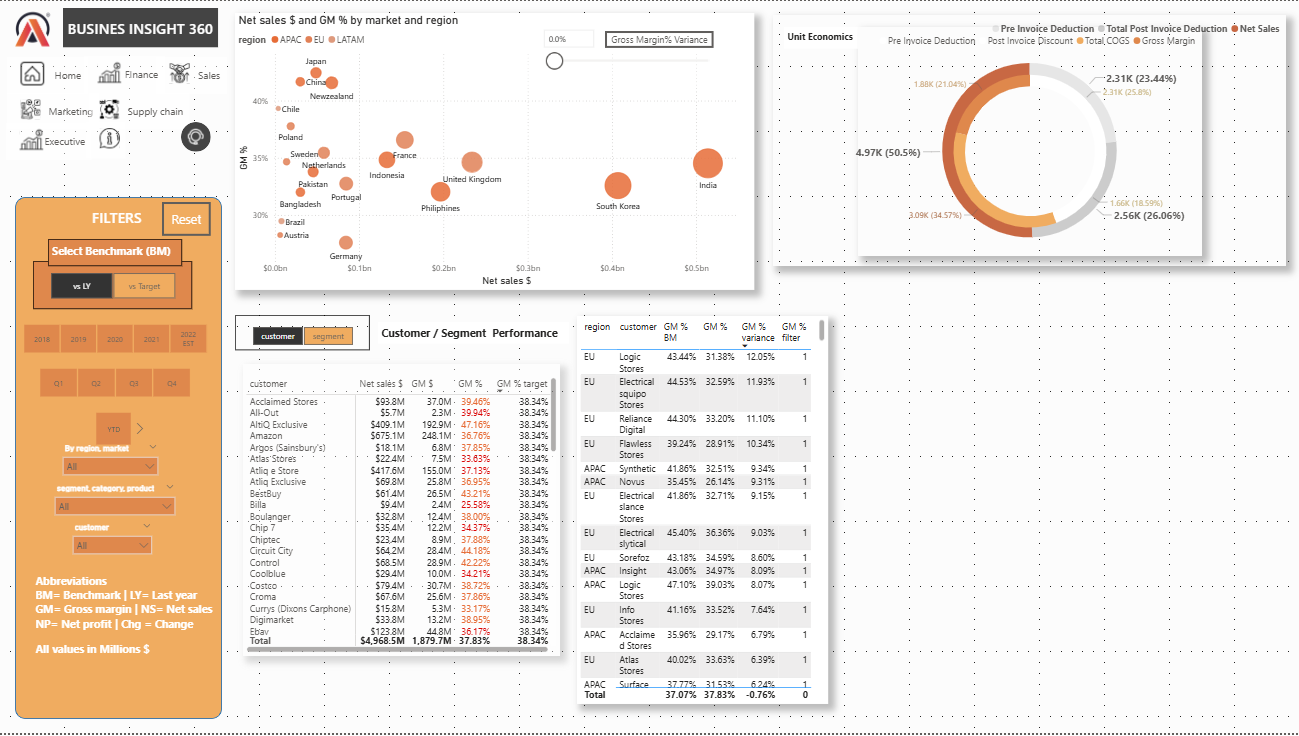 BUSINES INSIGHT 360
Home
Finance
Sales
Marketing
Supply chain
Executive
FILTERS
Reset
Select Benchmark (BM)
vs LY
vs Target
2018
2019
2020
2021
2022 EST
Q1
Q2
Q3
Q4
YTD
By region, market
All
segment, category, product
All
customer
All
Abbreviations
BM= Benchmark | LY= Last year
GM= Gross margin | NS= Net sales
NP= Net profit | Chg = Change
All values in Millions $
Net sales $ and GM % by market and region
region APAC EU LATAM
0.0%
Gross Margin% Variance
GM %
40%
35%
30%
Japan
China
Newzealand
Chile
Poland
Sweden
Netherlands
France
Indonesia
United Kingdom
Pakistan
Portugal
Bangladesh
Philiphines
South Korea
India
Brazil
Austria
Germany
$0.0bn $0.1bn $0.2bn $0.3bn $0.4bn $0.5bn
Net sales $
Unit Economics
Pre Invoice Deduction Total Post Invoice Deduction Net Sales
Pre Invoice Deduction Post Invoice Discount Total COGS Gross Margin
1.88K (21.04%)
2.31K (23.44%)
2.31K (25.8%)
4.97K (50.5%)
3.09K (34.57%)
1.66K (18.59%)
2.56K (26.06%)
customer
segment
Customer / Segment Performance
customer Net sales $ GM $ GM % GM % target
Acclaimed Stores $93.8M 37.0M 39.46% 38.34%
All-Out $5.7M 2.3M 39.94% 38.34%
AltiQ Exclusive $409.1M 192.9M 47.16% 38.34%
Amazon $675.1M 248.1M 36.76% 38.34%
Argos (Sainsbury's) $18.1M 6.8M 37.85% 38.34%
Atlas Stores $22.4M 7.5M 33.63% 38.34%
Atliq e Store $417.6M 155.0M 37.13% 38.34%
Atliq Exclusive $69.8M 25.8M 36.95% 38.34%
BestBuy $61.4M 26.5M 43.21% 38.34%
Billa $9.4M 2.4M 25.58% 38.34%
Boulanger $32.8M 12.4M 38.00% 38.34%
Chip 7 $35.4M 12.2M 34.37% 38.34%
Chiptec $23.4M 8.9M 37.88% 38.34%
Circuit City $64.2M 28.4M 44.18% 38.34%
Control $68.5M 28.9M 42.22% 38.34%
Coolblue $29.4M 10.0M 34.21% 38.34%
Costco $79.4M 30.7M 38.72% 38.34%
Croma $67.6M 25.6M 37.86% 38.34%
Currys (Dixons Carphone) $15.8M 5.3M 33.17% 38.34%
Digimarket $33.8M 13.2M 38.95% 38.34%
Ebay $123.8M 44.8M 36.17% 38.34%
Total $4,968.5M 1,879.7M 37.83% 38.34%
region customer GM % BM GM % GM % variance GM % filter
EU Logic Stores 43.44% 31.38% 12.05% 1
EU Electricalsquipo Stores 44.53% 32.59% 11.93% 1
EU Reliance Digital 44.30% 33.20% 11.10% 1
EU Flawless Stores 39.24% 28.91% 10.34% 1
APAC Synthetic 41.86% 32.51% 9.34% 1
APAC Novus 35.45% 26.14% 9.31% 1
EU Electricalslance Stores 41.86% 32.71% 9.15% 1
EU Electricalslytical 45.40% 36.36% 9.03% 1
EU Sorefoz 43.18% 34.59% 8.60% 1
APAC Insight 43.06% 34.97% 8.09% 1
APAC Logic Stores 47.10% 39.03% 8.07% 1
EU Info Stores 41.16% 33.52% 7.64% 1
APAC Acclaimed Stores 35.96% 29.17% 6.79% 1
EU Atlas Stores 40.02% 33.63% 6.39% 1
APAC Surface 37.77% 31.53% 6.24% 1
Total 37.07% 37.83% -0.76% 0